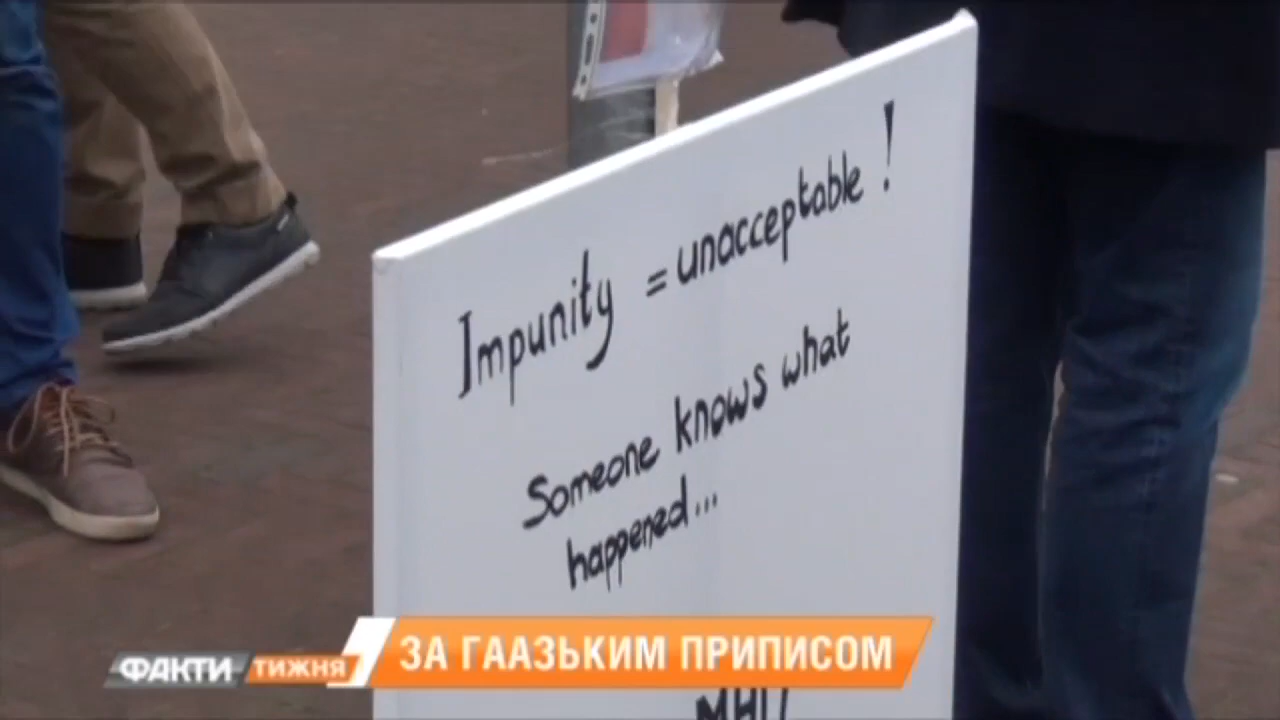 Impunity = unacceptable!
Someone knows what
happened...
ФАКТИ ТИЖНЯ
ЗА ГААЗЬКИМ ПРИПИСОМ